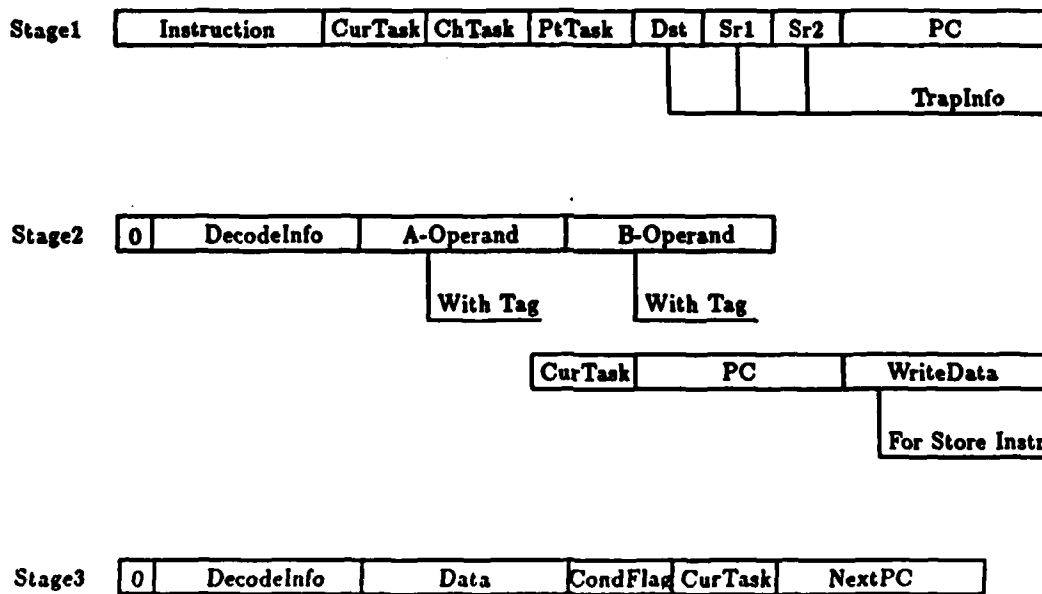 Stage1 Instruction CurTask ChTask PtTask Dst Sr1 Sr2 PC
TrapInfo
Stage2 0 DecodeInfo A-Operand B-Operand
With Tag With Tag
CurTask PC WriteData
For Store Instr
Stage3 0 DecodeInfo Data CondFlag CurTask NextPC